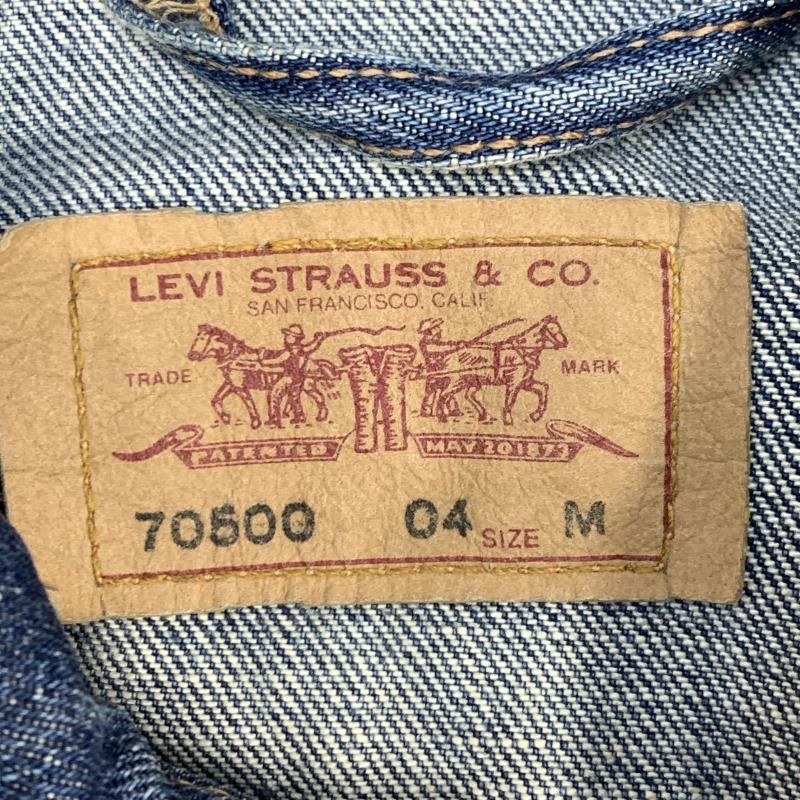 LEVI STRAUSS & CO.
SAN FRANCISCO, CALIF.
TRADE MARK
PATENTED MAY 20 1873
70500 04 SIZE M